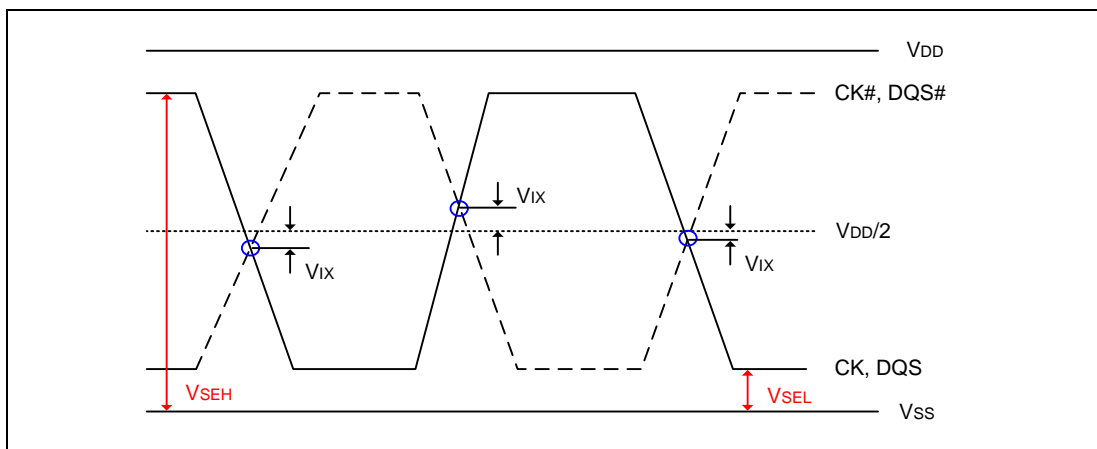 VDD
CK#, DQS#
VIX
VDD/2
VIX
VIX
CK, DQS
VSEH
VSEL
VSS